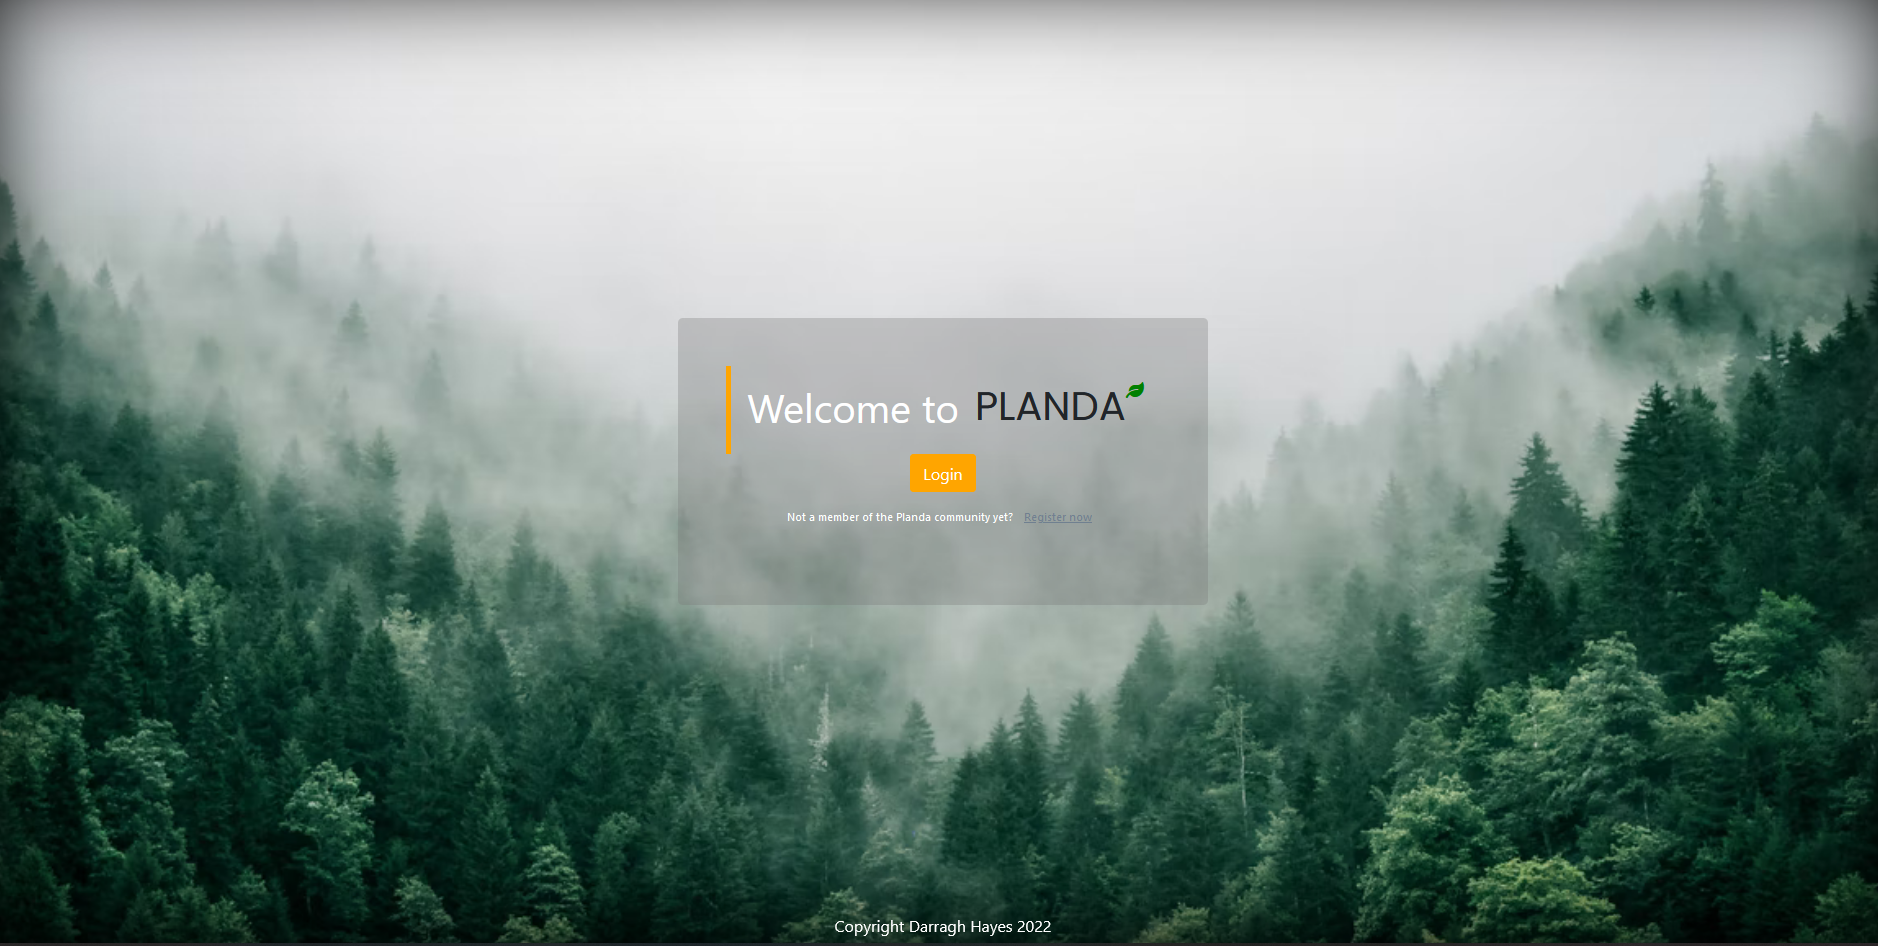 Welcome to PLANDA
Login
Not a member of the Planda community yet? Register now
Copyright Darragh Hayes 2022